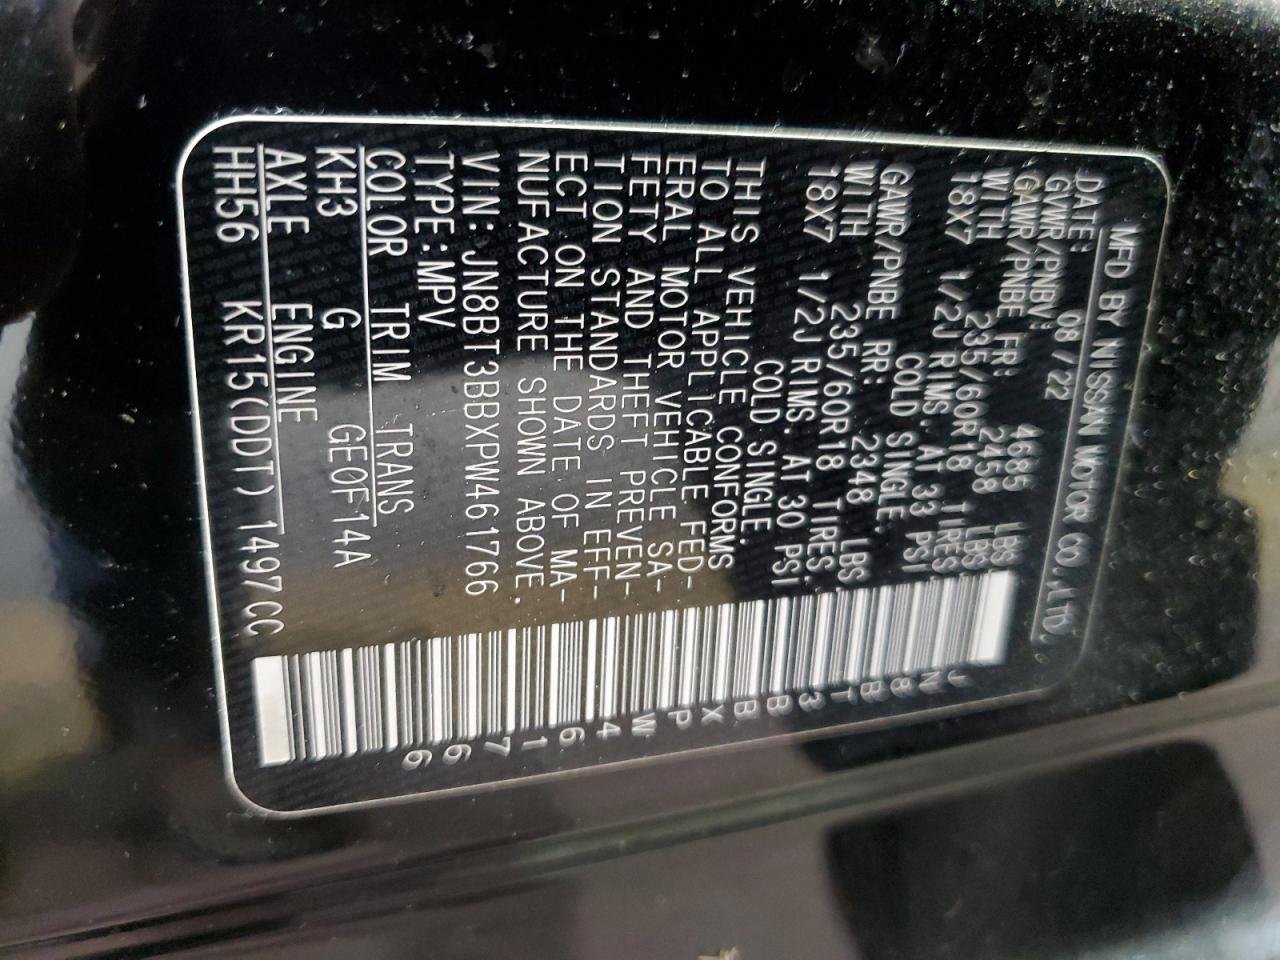 MFD BY NISSAN MOTOR CO.,LTD.
DATE: 08/22
GVWR/PNBV: 4685 LBS
GAWR/PNBE FR: 2458 LBS
WITH 235/60R18 TIRES
18X7 1/2J RIMS. AT 33 PSI
COLD SINGLE.
GAWR/PNBE RR: 2348 LBS.
WITH 235/60R18 TIRES.
18X7 1/2J RIMS. AT 30 PSI
COLD SINGLE.
THIS VEHICLE CONFORMS
TO ALL APPLICABLE FED-
ERAL MOTOR VEHICLE SA-
FETY AND THEFT PREVEN-
TION STANDARDS IN EFF-
ECT ON THE DATE OF MA-
NUFACTURE SHOWN ABOVE.
VIN: JN8BT3BBXPW461766
TYPE:MPV
COLOR TRIM TRANS
KH3 G GE0F14A
AXLE ENGINE
HH56 KR15(DDT) 1497CC
JN8BT3BBXPW461766